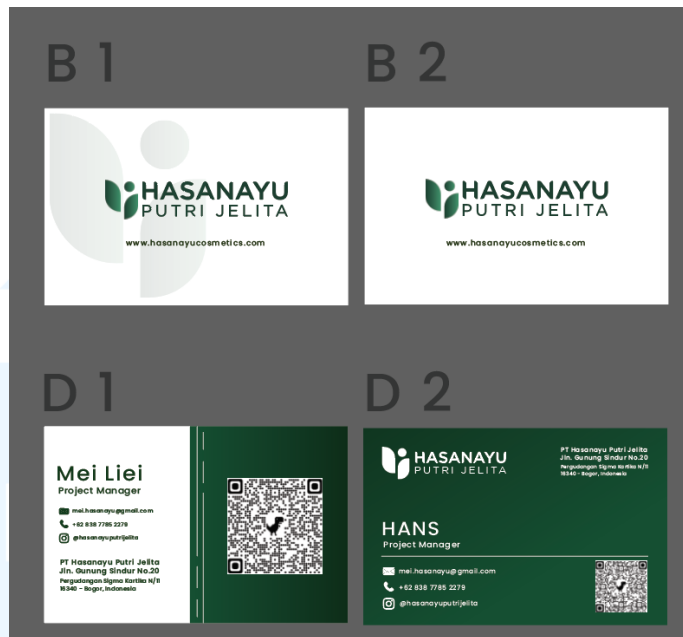 B 1
B 2
HASANAYU
PUTRI JELITA
www.hasanayucosmetics.com
HASANAYU
PUTRI JELITA
www.hasanayucosmetics.com
D 1
D 2
Mei Liei
Project Manager
mei.hasanayu@gmail.com
+62 838 7785 2279
@hasanayuputrijelita
PT Hasanayu Putri Jelita
Jln. Gunung Sindur No.20
Pergudangan Sigma Kartika N/11
16340 - Bogor, Indonesia
HASANAYU
PUTRI JELITA
PT Hasanayu Putri Jelita
Jln. Gunung Sindur No.20
Pergudangan Sigma Kartika N/11
16340 - Bogor, Indonesia
HANS
Project Manager
mei.hasanayu@gmail.com
+62 838 7785 2279
@hasanayuputrijelita